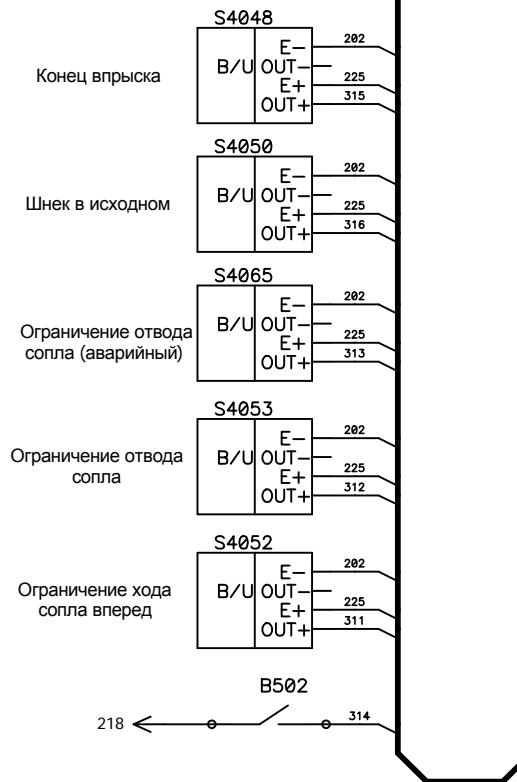 S4048
Конец впрыска
B/U
E-
OUT-
E+
OUT+
202
225
315
S4050
Шнек в исходном
B/U
E-
OUT-
E+
OUT+
202
225
316
S4065
Ограничение отвода
сопла (аварийный)
B/U
E-
OUT-
E+
OUT+
202
225
313
S4053
Ограничение отвода
сопла
B/U
E-
OUT-
E+
OUT+
202
225
312
S4052
Ограничение хода
сопла вперед
B/U
E-
OUT-
E+
OUT+
202
225
311
B502
218
314